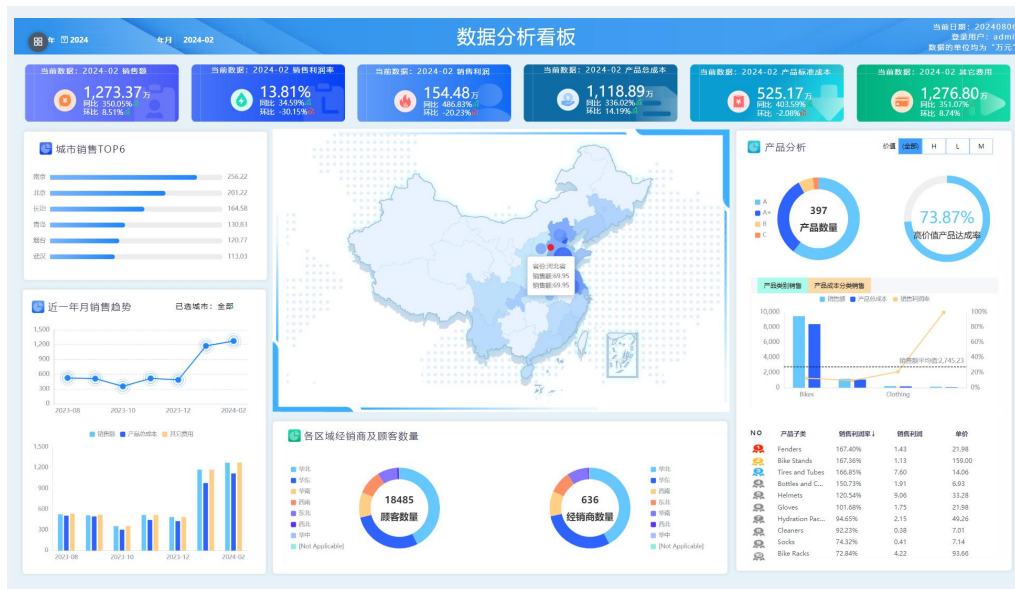 数据分析看板
年 2024 年月 2024-02
当前日期: 20240806
登录用户: admi
数据的单位均为 "万元"
当前数据: 2024-02 销售额
1,273.37万
同比 350.05%
环比 8.51%
当前数据: 2024-02 销售利润率
13.81%
同比 34.59%
环比 -30.15%
当前数据: 2024-02 销售利润
154.48万
同比 486.83%
环比 -20.23%
当前数据: 2024-02 产品总成本
1,118.89万
同比 336.02%
环比 14.19%
当前数据: 2024-02 产品标准成本
525.17万
同比 403.59%
环比 -2.08%
当前数据: 2024-02 其它费用
1,276.80万
同比 351.07%
环比 8.74%
城市销售TOP6
南京 256.22
北京 201.22
长沙 164.58
青岛 130.83
烟台 120.77
武汉 113.03
近一年月销售趋势 已选城市: 全部
1,500
1,200
900
600
300
0
2023-08 2023-10 2023-12 2024-02
销售额 产品总成本 其它费用
1,500
1,200
900
600
300
0
2023-08 2023-10 2023-12 2024-02
省份:河北省
销售额:69.95
销售额:69.95
各区域经销商及顾客数量
华北
华东
华南
西南
东北
西北
华中
[Not Applicable]
18485
顾客数量
636
经销商数量
华北
华东
西南
东北
华南
西北
华中
[Not Applicable]
产品分析 价值 (全部) H L M
A
A+
B
C
397
产品数量
73.87%
高价值产品达成率
产品类别销售 产品成本分类销售
销售额 产品总成本 销售利润率
10,000 100%
8,000 80%
6,000 60%
4,000 40%
2,000 20%
0 0%
销售额平均值:2,745.23
Bikes Clothing
NO 产品子类 销售利润率↓ 销售利润 单价
Fenders 167.40% 1.43 21.98
Bike Stands 167.36% 1.13 159.00
Tires and Tubes 166.85% 7.60 14.06
Bottles and C... 150.73% 1.91 6.93
Helmets 120.54% 9.06 33.28
Gloves 101.68% 1.75 21.98
Hydration Pac... 94.65% 2.15 49.26
Cleaners 92.23% 0.38 7.01
Socks 74.32% 0.41 7.14
Bike Racks 72.84% 4.22 93.66